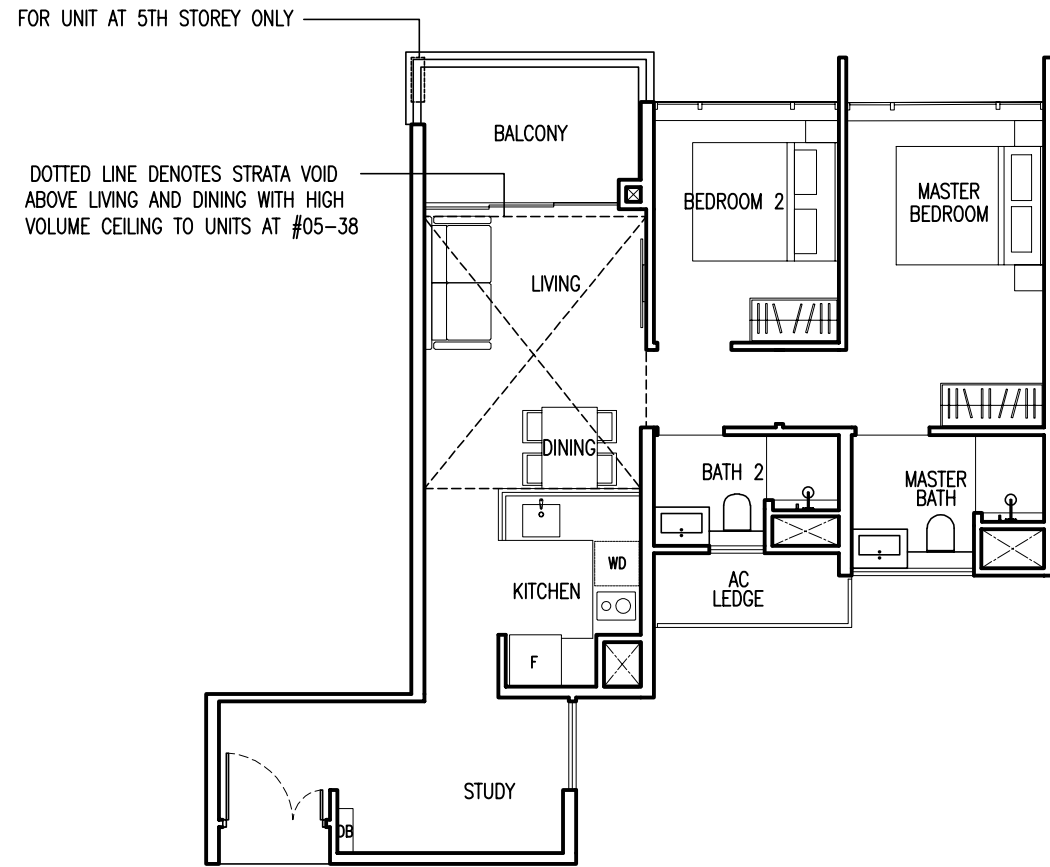 FOR UNIT AT 5TH STOREY ONLY
BALCONY
DOTTED LINE DENOTES STRATA VOID
ABOVE LIVING AND DINING WITH HIGH
VOLUME CEILING TO UNITS AT #05-38
BEDROOM 2
MASTER
BEDROOM
LIVING
DINING
BATH 2
MASTER
BATH
WD
KITCHEN
AC
LEDGE
F
STUDY
DB